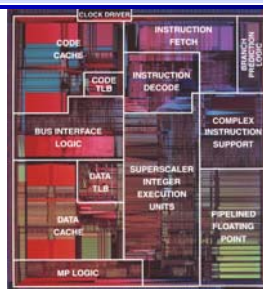 CLOCK DRIVER
CODE
CACHE
CODE
TLB
INSTRUCTION
FETCH
BRANCH
PREDICTION
LOGIC
INSTRUCTION
DECODE
BUS INTERFACE
LOGIC
COMPLEX
INSTRUCTION
SUPPORT
DATA
TLB
SUPERSCALER
INTEGER
EXECUTION
UNITS
DATA
CACHE
PIPELINED
FLOATING
POINT
MP LOGIC